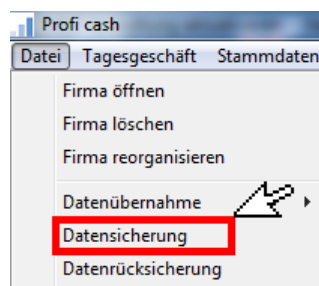 Profi cash
Datei Tagesgeschäft Stammdaten
Firma öffnen
Firma löschen
Firma reorganisieren
Datenübernahme
Datensicherung
Datenrücksicherung